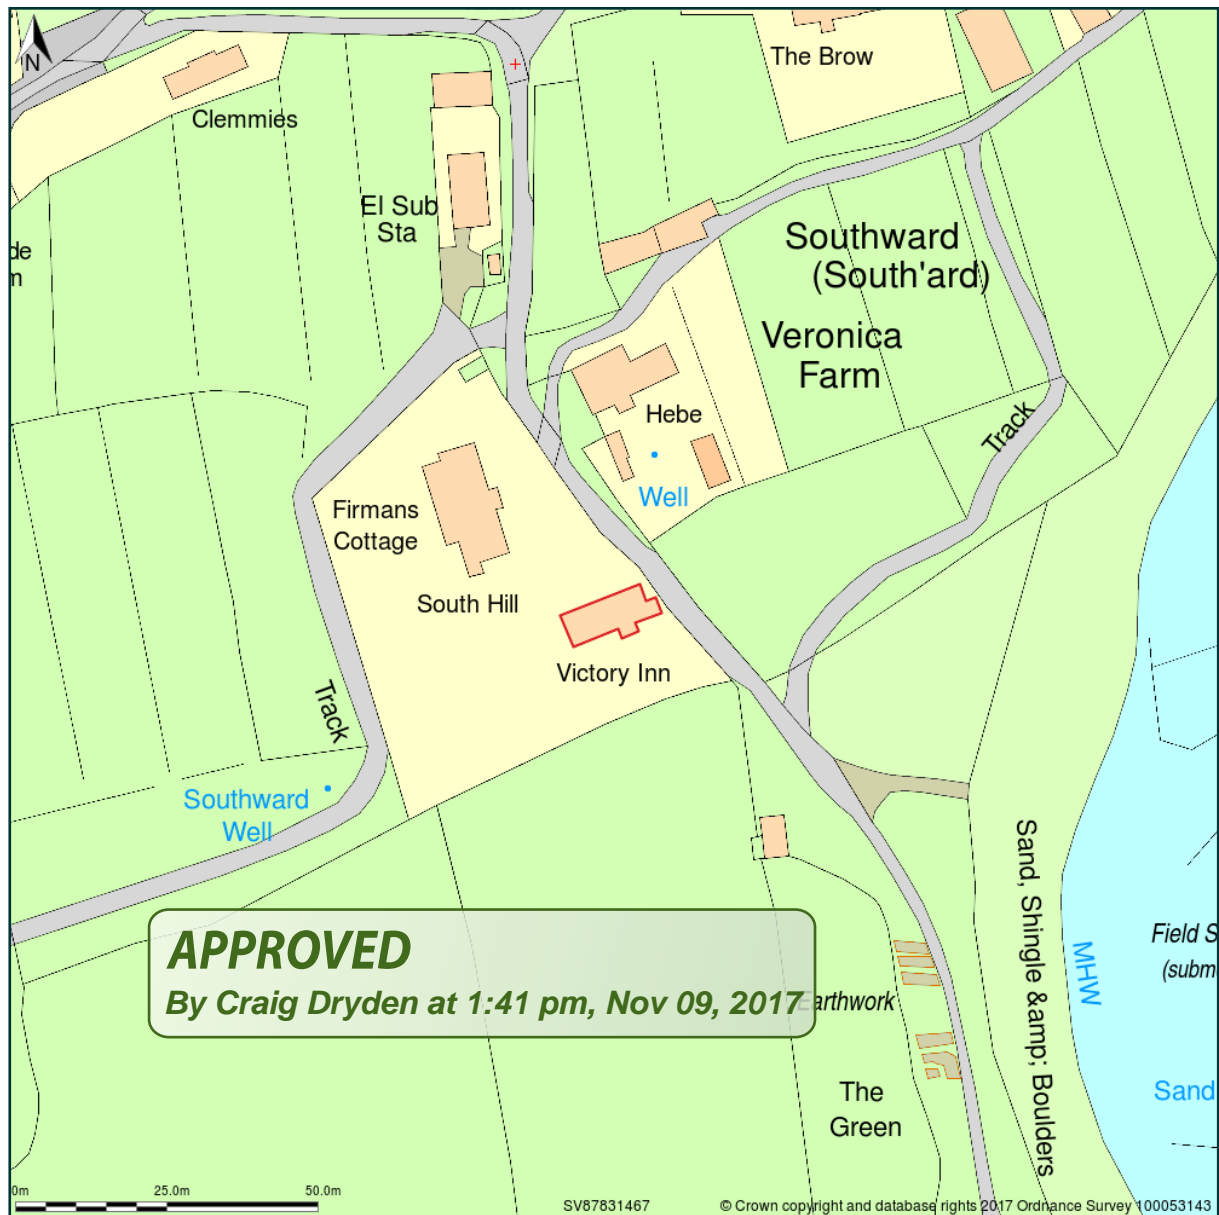 N
The Brow
Clemmies
El Sub
Sta
de
m
Southward
(South'ard)
Veronica
Farm
Hebe
Track
Well
Firmans
Cottage
South Hill
Victory Inn
Track
Southward
Well
Sand, Shingle &amp; Boulders
APPROVED
By Craig Dryden at 1:41 pm, Nov 09, 2017
Earthwork
MHW
Field S
(subm
The
Green
Sand
0m
25.0m
50.0m
SV87831467
© Crown copyright and database rights 2017 Ordnance Survey 100053143